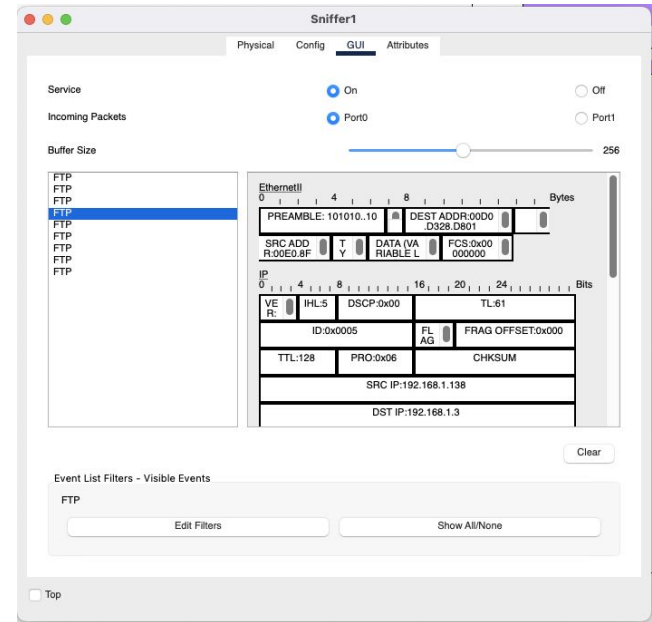 Sniffer1
Physical Config GUI Attributes
Service On Off
Incoming Packets Port0 Port1
Buffer Size 256
FTP
FTP
FTP
FTP
FTP
FTP
FTP
FTP
FTP
EthernetII
0 4 8 Bytes
PREAMBLE: 101010..10 DEST ADDR:00D0
.D328.D801
SRC ADD T DATA (VA FCS:0x00
R:00E0.8F Y RIABLE L 000000
IP
0 4 8 16 20 24 Bits
VE IHL:5 DSCP:0x00 TL:61
R:
ID:0x0005 FL FRAG OFFSET:0x000
AG
TTL:128 PRO:0x06 CHKSUM
SRC IP:192.168.1.138
DST IP:192.168.1.3
Clear
Event List Filters - Visible Events
FTP
Edit Filters Show All/None
Top